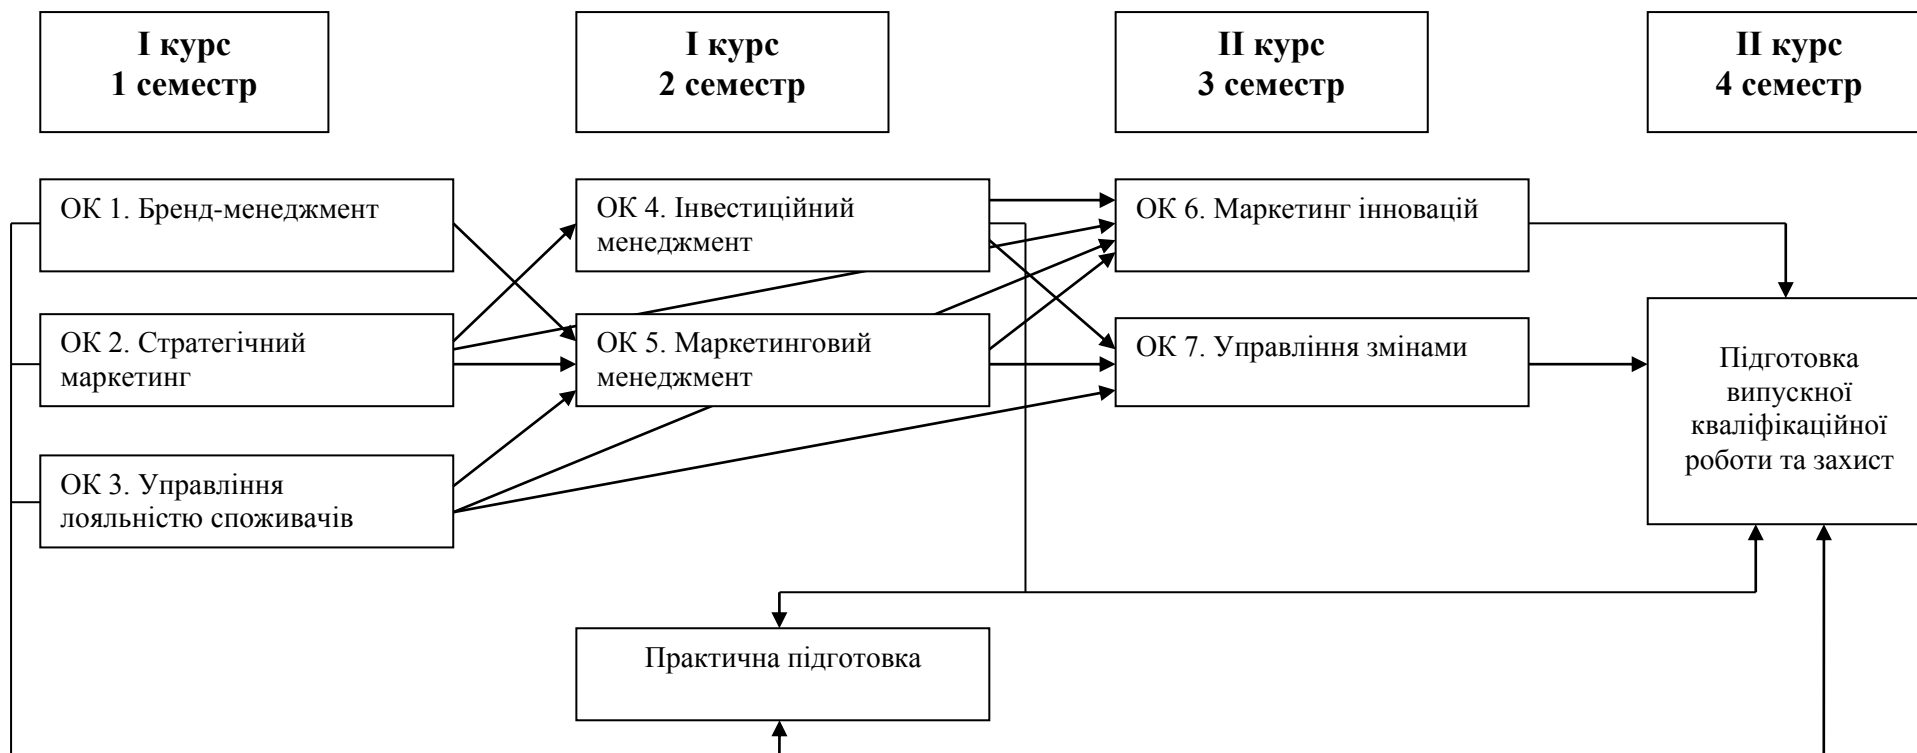 І курс
1 семестр
І курс
2 семестр
ІІ курс
3 семестр
ІІ курс
4 семестр
ОК 1. Бренд-менеджмент
ОК 4. Інвестиційний
менеджмент
ОК 6. Маркетинг інновацій
ОК 2. Стратегічний
маркетинг
ОК 5. Маркетинговий
менеджмент
ОК 7. Управління змінами
Підготовка
випускної
кваліфікаційної
роботи та захист
ОК 3. Управління
лояльністю споживачів
Практична підготовка